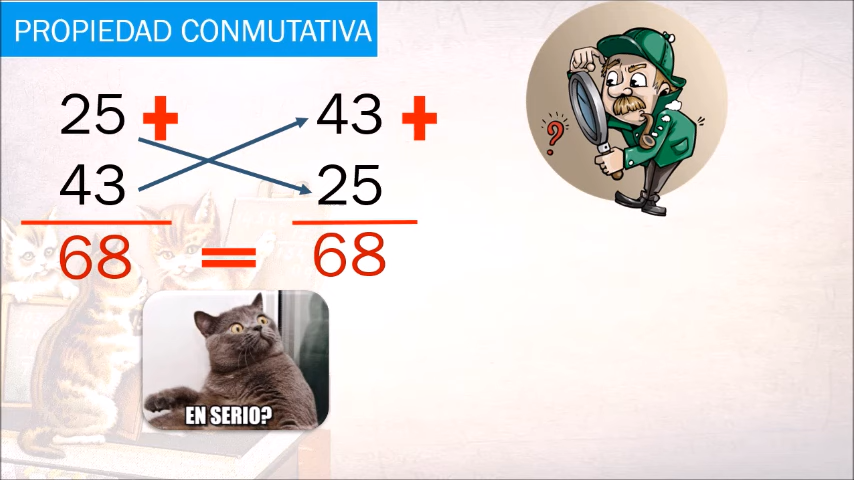 PROPIEDAD CONMUTATIVA
25 + 43 +
43 25
68 = 68
?
EN SERIO?